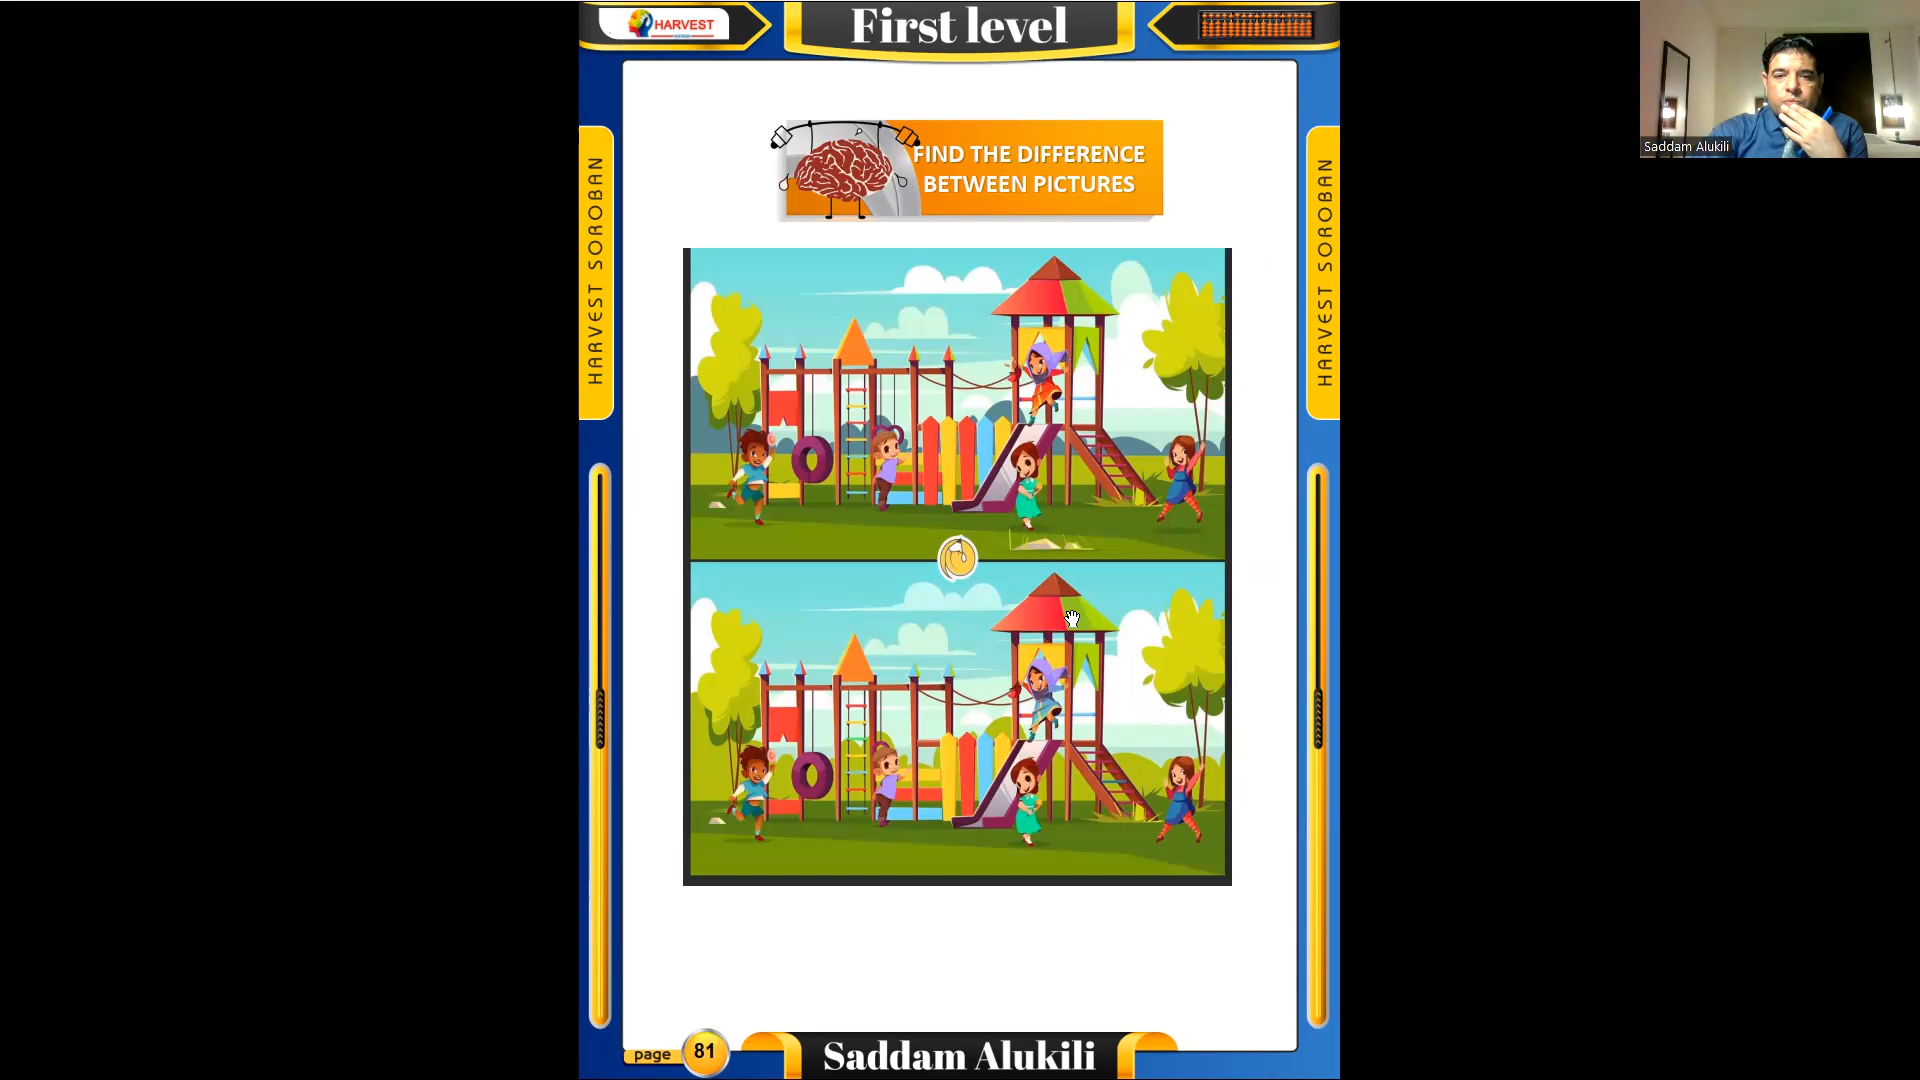 HARVEST
First level
HARVEST SOROBAN
HARVEST SOROBAN
FIND THE DIFFERENCE
BETWEEN PICTURES
page 81
Saddam Alukili
Saddam Alukili